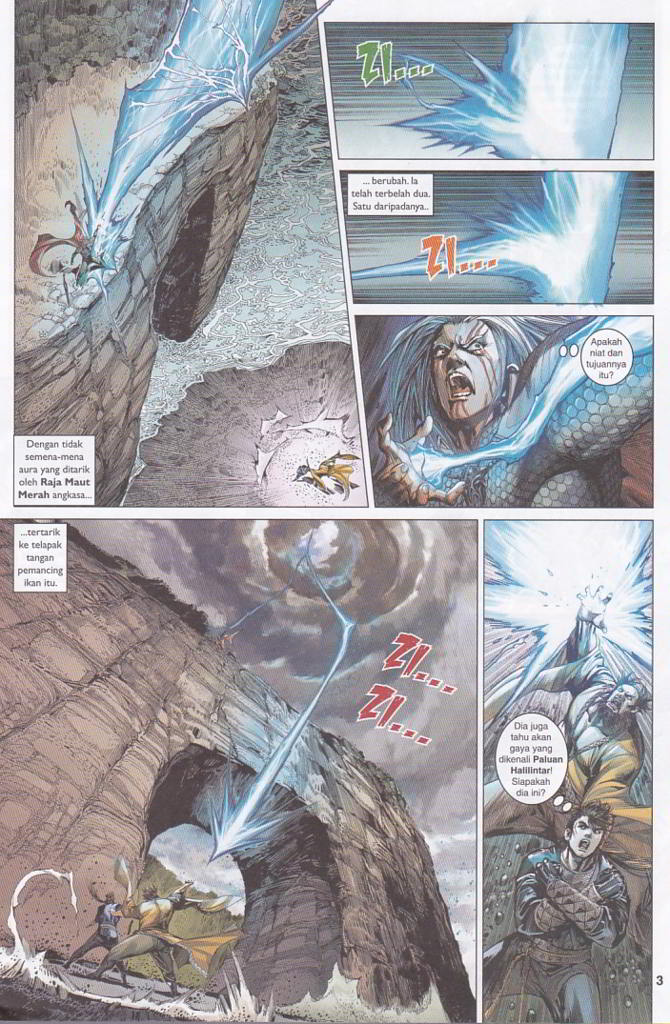 Dengan tidak
semena-mena
aura yang ditarik
oleh Raja Maut
Merah angkasa...
ZI...
... berubah. Ia
telah terbelah dua.
Satu daripadanya..
ZI....
Apakah
niat dan
tujuannya
itu?
...tertarik
ke telapak
tangan
pemancing
ikan itu.
ZI...
ZI...
Dia juga
tahu akan
gaya yang
dikenali Paluan
Halilintar!
Siapakah
dia ini?
3